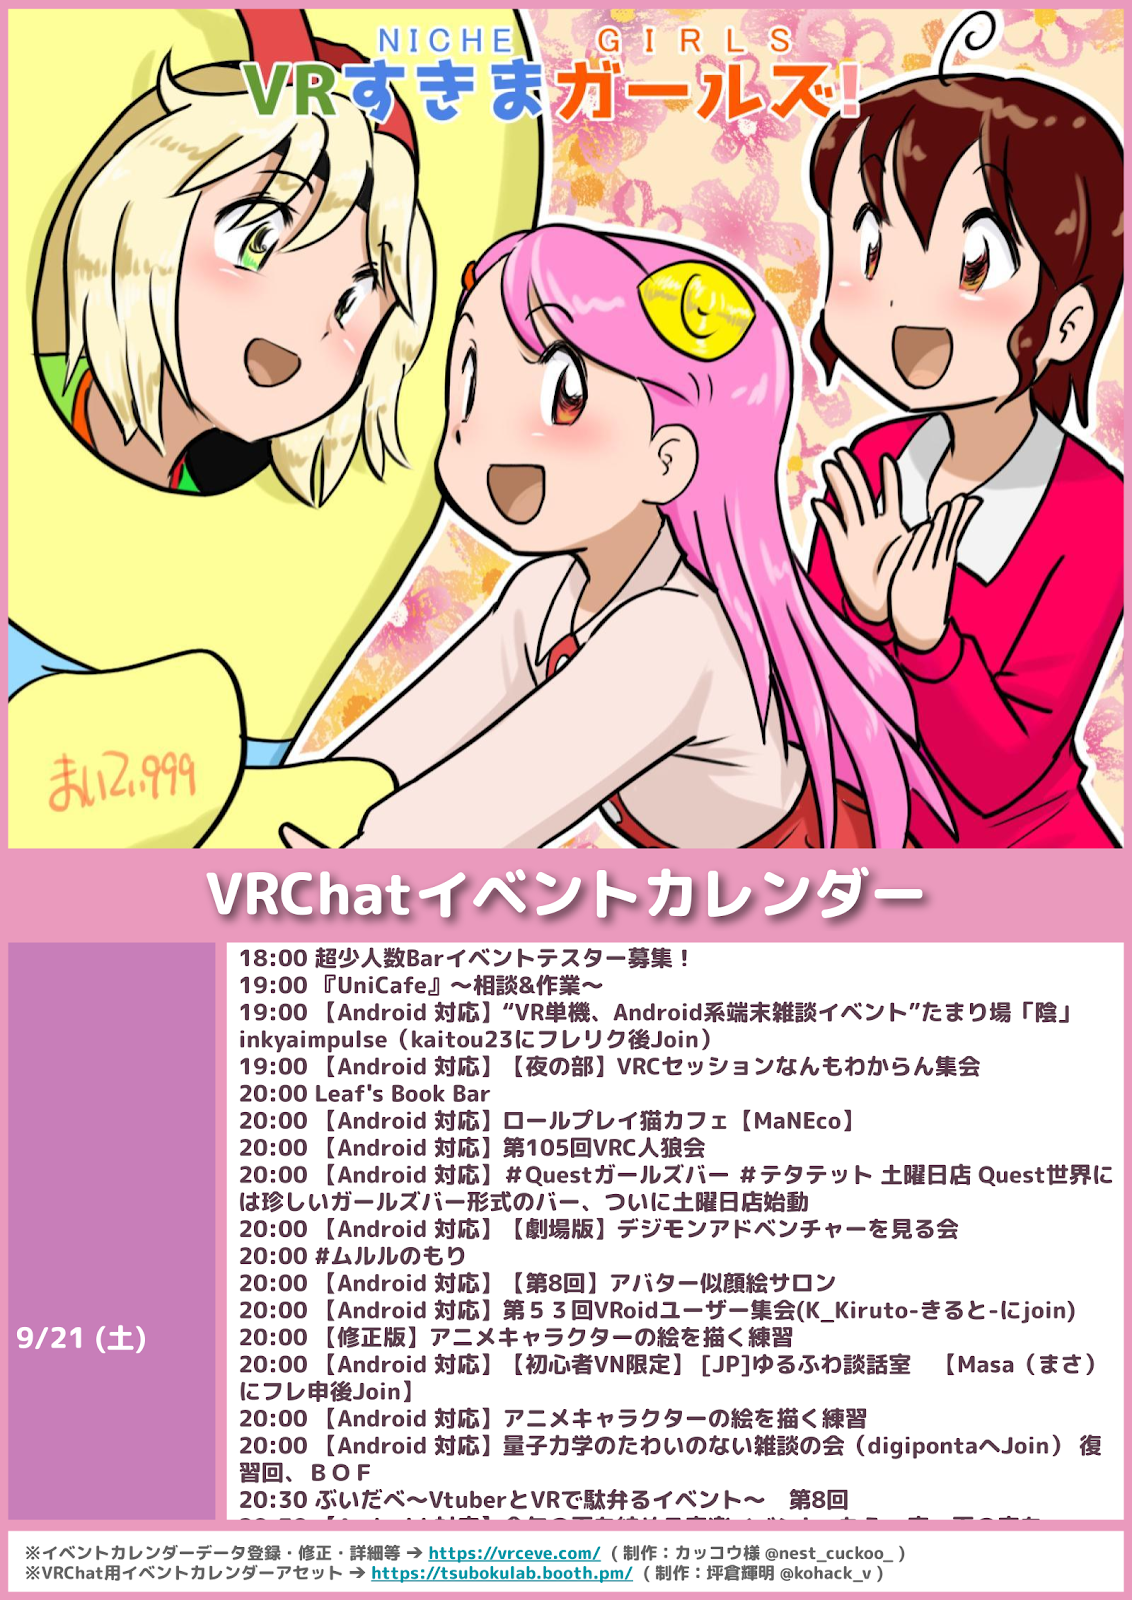 NICHE GIRLS
VRすきまガールズ!
まいてぃ999
VRChatイベントカレンダー
9/21 (土)
18:00 超少人数Barイベントテスター募集！
19:00 『UniCafe』～相談&作業～
19:00 【Android 対応】“VR単機、Android系端末雑談イベント”たまり場「陰」
inkyaimpulse（kaitou23にフレリク後Join）
19:00 【Android 対応】【夜の部】VRCセッションなんもわからん集会
20:00 Leaf's Book Bar
20:00 【Android 対応】ロールプレイ猫カフェ【MaNEco】
20:00 【Android 対応】第105回VRC人狼会
20:00 【Android 対応】＃Questガールズバー ＃テタテット 土曜日店 Quest世界に
は珍しいガールズバー形式のバー、ついに土曜日店始動
20:00 【Android 対応】【劇場版】デジモンアドベンチャーを見る会
20:00 #ムルルのもり
20:00 【Android 対応】【第8回】アバター似顔絵サロン
20:00 【Android 対応】第５３回VRoidユーザー集会(K_Kiruto-きると-にjoin)
20:00 【修正版】アニメキャラクターの絵を描く練習
20:00 【Android 対応】【初心者VN限定】 [JP]ゆるふわ談話室　【Masa（まさ）
にフレ申後Join】
20:00 【Android 対応】アニメキャラクターの絵を描く練習
20:00 【Android 対応】量子力学のたわいのない雑談の会（digipontaへJoin） 復
習回、ＢＯＦ
20:30 ぶいだべ～VtuberとVRで駄弁るイベント～　第8回
※イベントカレンダーデータ登録・修正・詳細等 ➔ https://vrceve.com/ ( 制作：カッコウ様 @nest_cuckoo_ )
※VRChat用イベントカレンダーアセット ➔ https://tsubokulab.booth.pm/ ( 制作：坪倉輝明 @kohack_v )